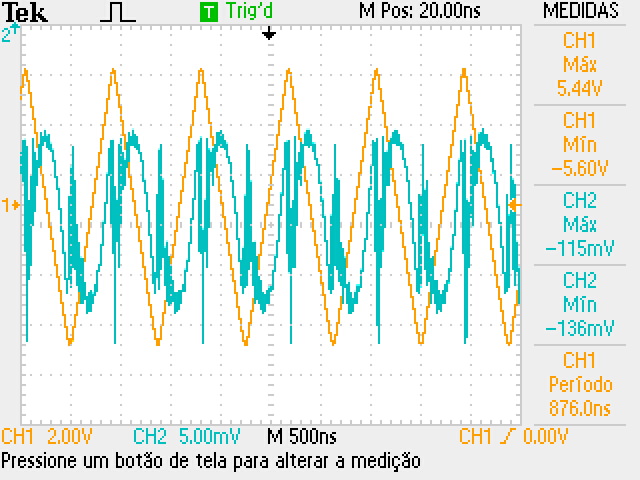 Tek T Trig'd M Pos: 20.00ns MEDIDAS
2
CH1
Máx
5.44V
CH1
Mín
−5.60V
CH2
Máx
−115mV
CH2
Mín
−136mV
CH1
Período
876.0ns
1
CH1 2.00V CH2 5.00mV M 500ns CH1 0.00V
Pressione um botão de tela para alterar a medição